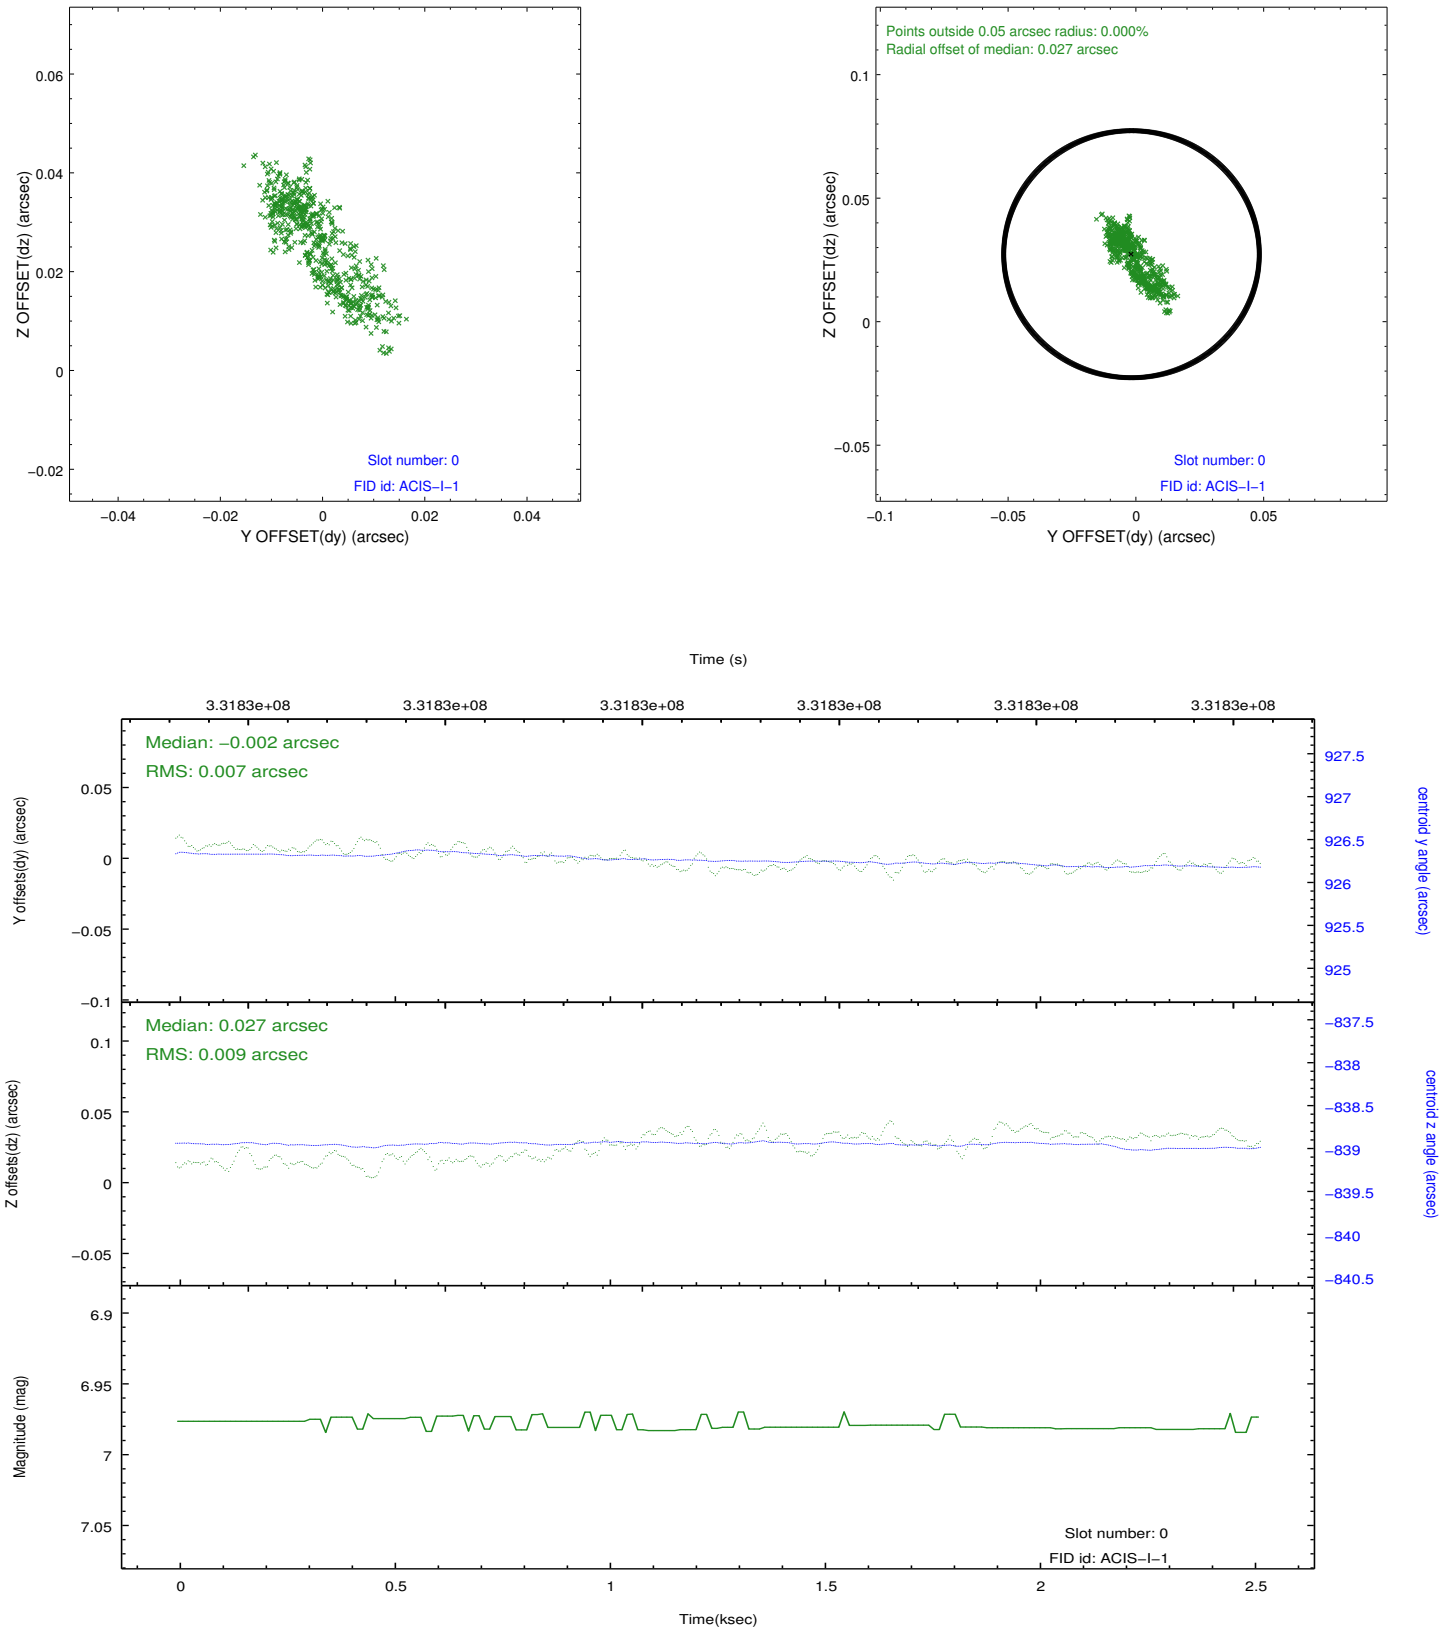 0.06
0.04
0.02
0
−0.02
Z OFFSET(dz) (arcsec)
Slot number: 0
FID id: ACIS−I−1
−0.04
−0.02
0
0.02
0.04
Y OFFSET(dy) (arcsec)
Points outside 0.05 arcsec radius: 0.000%
Radial offset of median: 0.027 arcsec
0.1
0.05
0
−0.05
Z OFFSET(dz) (arcsec)
Slot number: 0
FID id: ACIS−I−1
−0.1
−0.05
0
0.05
Y OFFSET(dy) (arcsec)
Time (s)
3.3183e+08
3.3183e+08
3.3183e+08
3.3183e+08
3.3183e+08
3.3183e+08
Median: −0.002 arcsec
RMS: 0.007 arcsec
0.05
0
−0.05
−0.1
Y offsets(dy) (arcsec)
927.5
927
926.5
926
925.5
925
centroid y angle (arcsec)
Median: 0.027 arcsec
RMS: 0.009 arcsec
0.1
0.05
0
−0.05
Z offsets(dz) (arcsec)
−837.5
−838
−838.5
−839
−839.5
−840
−840.5
centroid z angle (arcsec)
6.9
6.95
7
7.05
Magnitude (mag)
Slot number: 0
FID id: ACIS−I−1
0
0.5
1
1.5
2
2.5
Time(ksec)